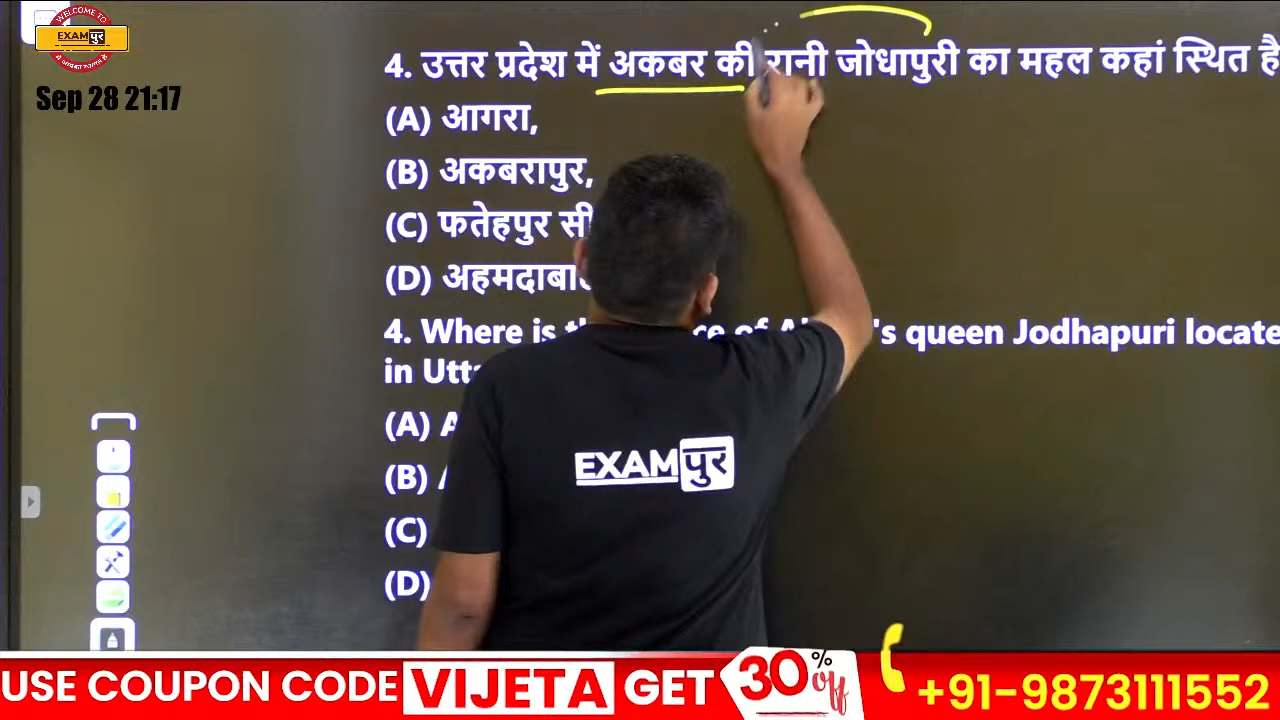 WELCOME TO
EXAMपुर
Sep 28 21:17
4. उत्तर प्रदेश में अकबर की रानी जोधापुरी का महल कहां स्थित है
(A) आगरा,
(B) अकबरापुर,
(C) फतेहपुर सी
(D) अहमदाबा
4. Where is 's queen Jodhapuri locate
in Utt
(A) A
(B)
(C)
(D)
EXAMपुर
USE COUPON CODE VIJETA GET 30% off
+91-9873111552